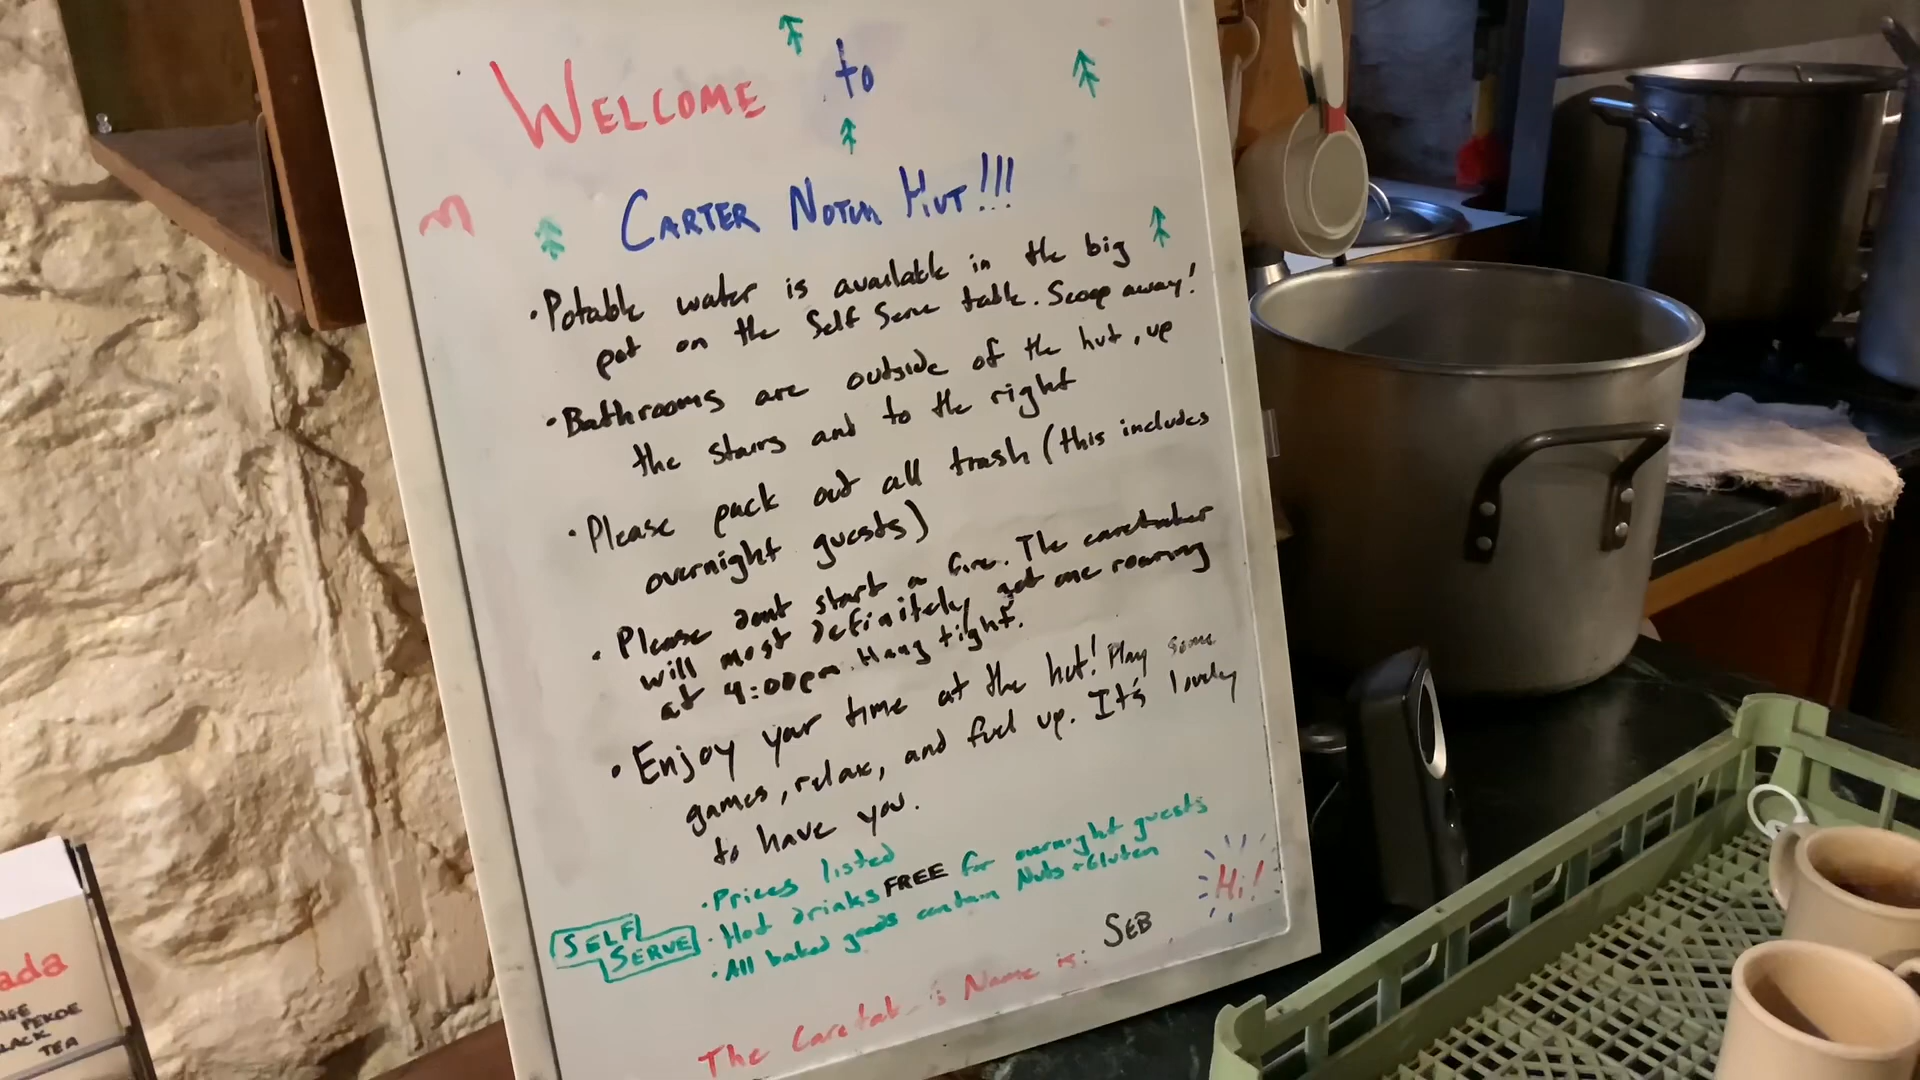 WELCOME to
CARTER NOTCH HUT!!!
• Potable water is available in the big
pot on the Self Serve table. Scoop away!
• Bathrooms are outside of the hut, up
the stairs and to the right
• Please pack out all trash (this includes
overnight guests)
• Please dont start a fire. The caretaker
will most definitely get one roaring
at 4:00pm. Hang tight.
• Enjoy your time at the hut! Play some
games, relax, and fuel up. It's lovely
to have you.
SELF
SERVE
• Prices listed
• Hot drinks FREE for overnight guests
• All baked goods contain Nuts + Gluten
Hi!
The Caretak 's Name is: SEB
ada
PEKOE
LACK
TEA